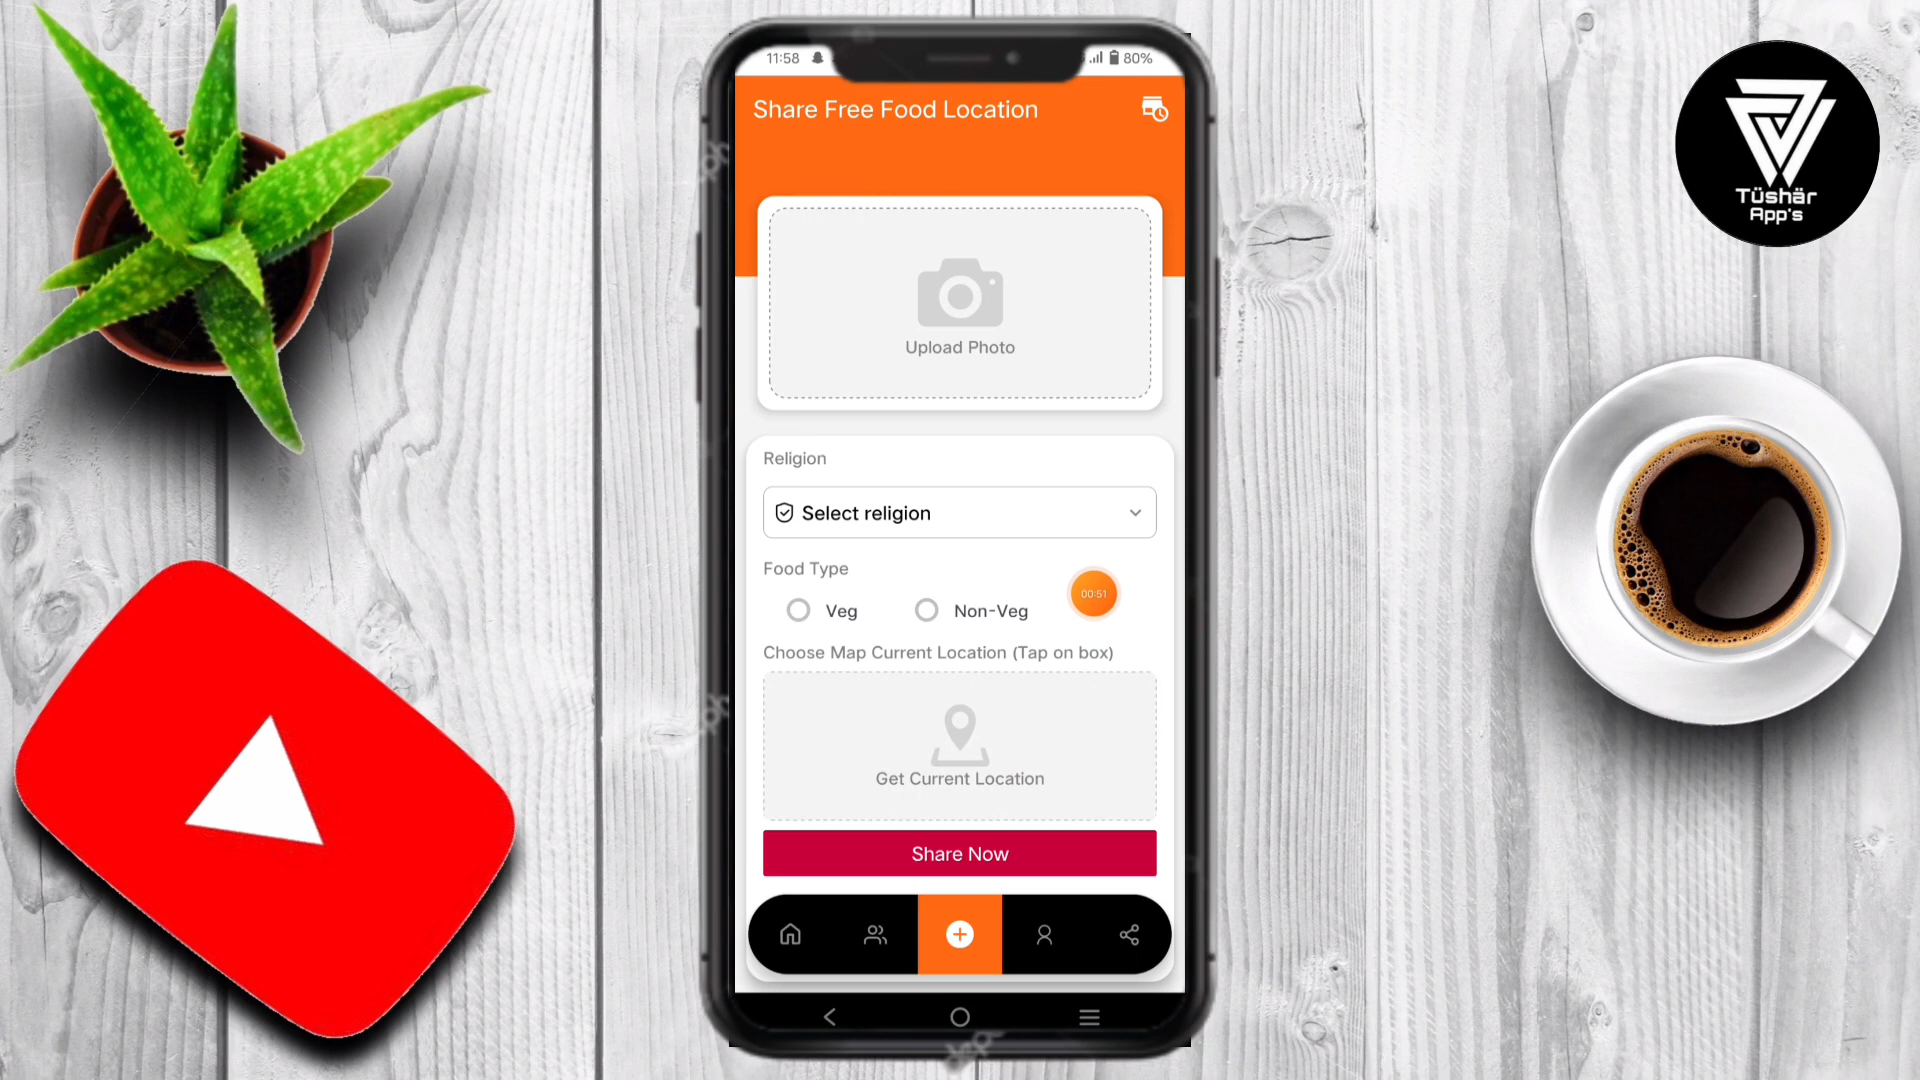 11:58
80%
Share Free Food Location
Upload Photo
Religion
Select religion
Food Type
Veg
Non-Veg
00:51
Choose Map Current Location (Tap on box)
Get Current Location
Share Now
Tüshär
App's